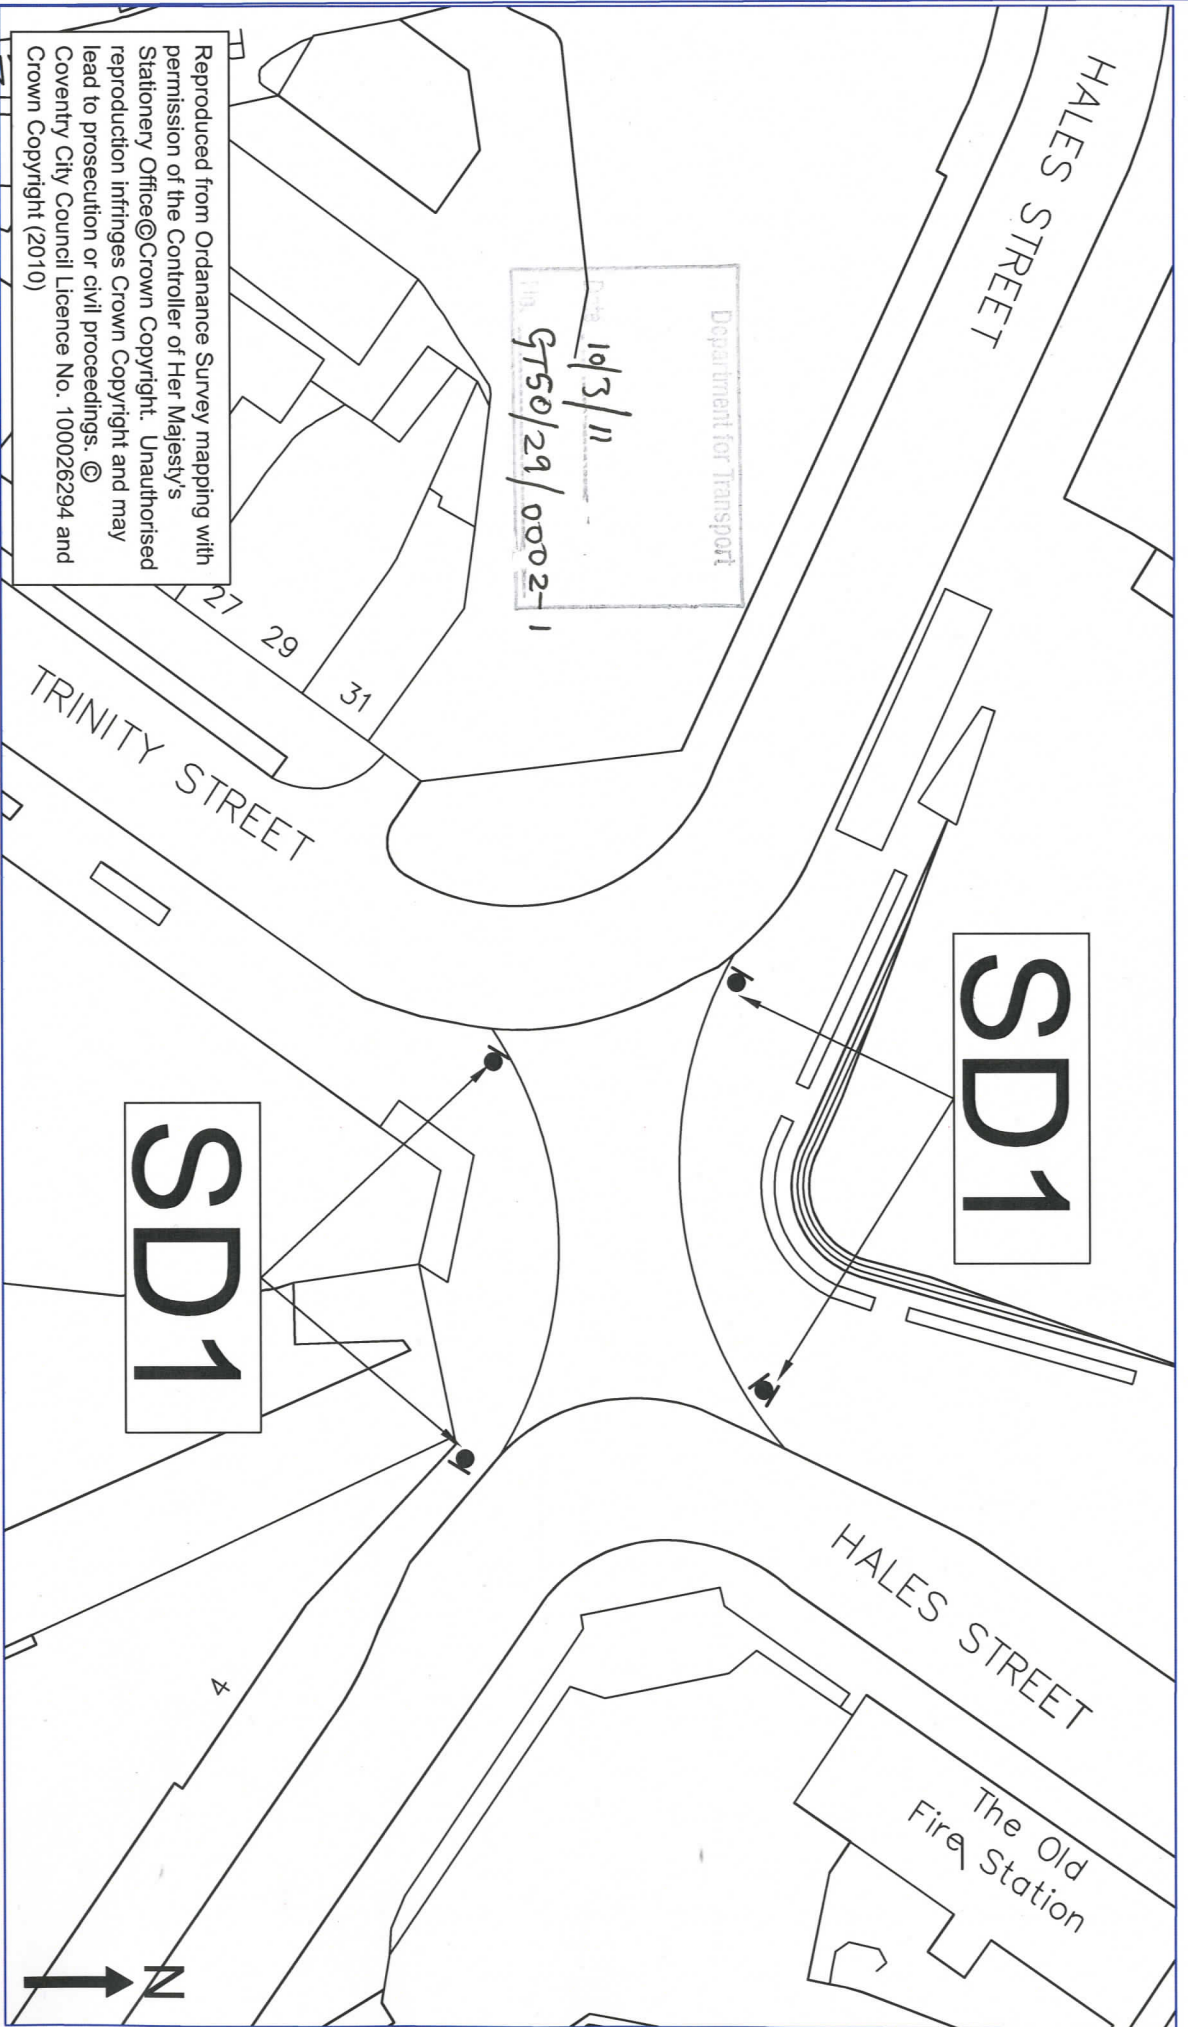 HALES STREET
SD1
HALES STREET
The Old
Fire Station
Department for Transport
Date 10/3/11
No. GT50/29/0002-1
27
29
31
TRINITY STREET
SD1
4
N
Reproduced from Ordanance Survey mapping with
permission of the Controller of Her Majesty's
Stationery Office©Crown Copyright. Unauthorised
reproduction infringes Crown Copyright and may
lead to prosecution or civil proceedings. ©
Coventry City Council Licence No. 100026294 and
Crown Copyright (2010)